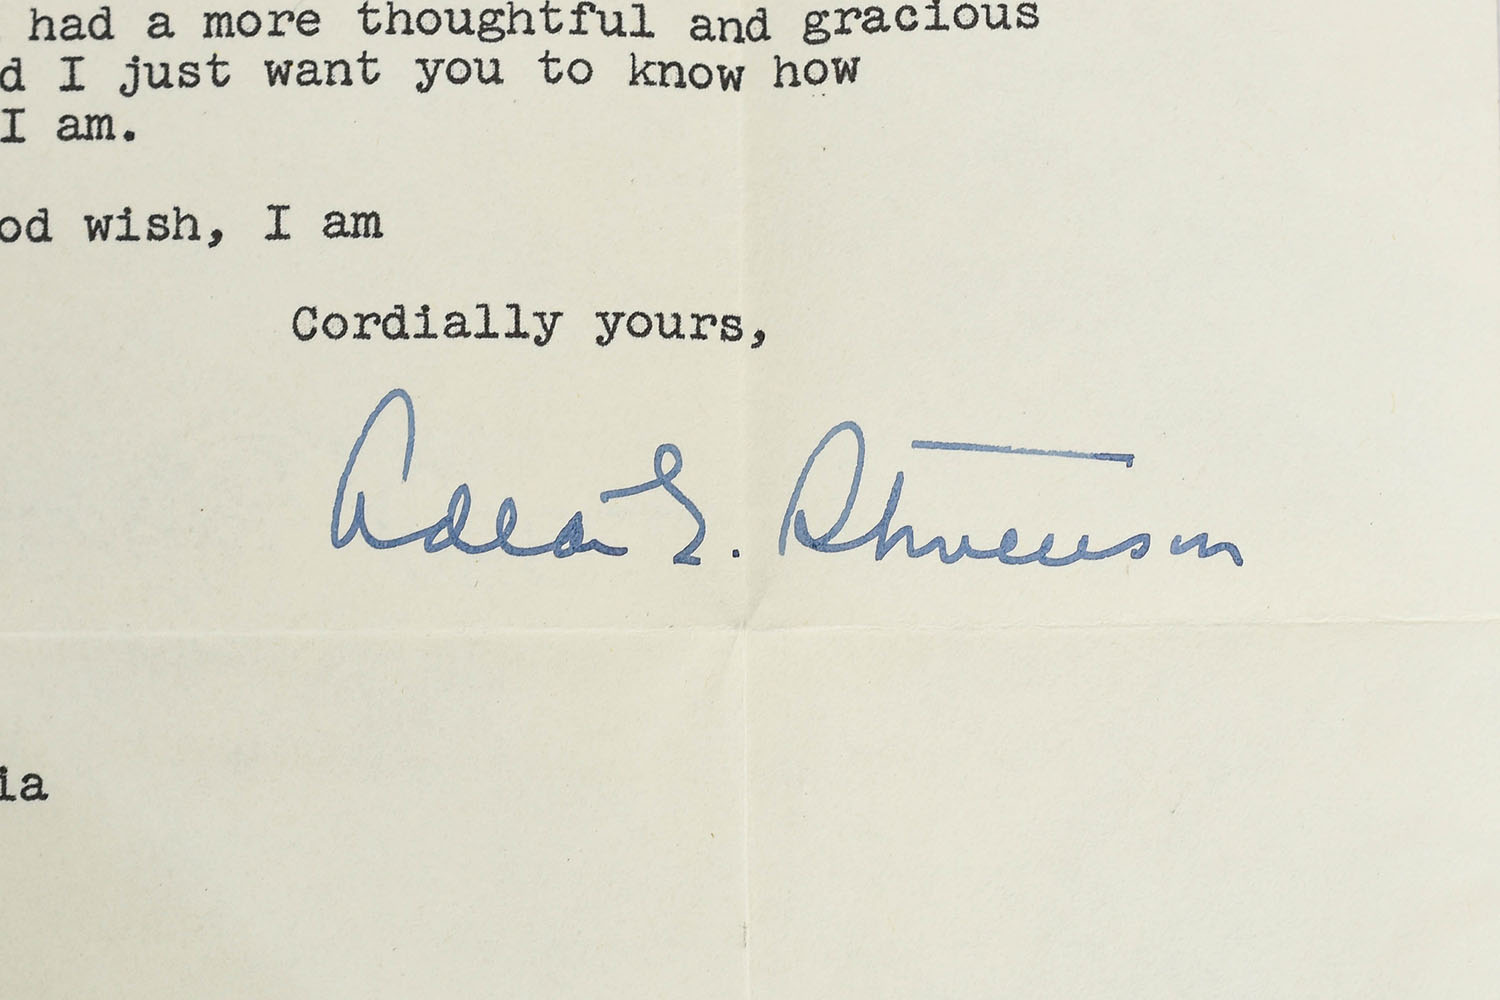 had a more thoughtful and gracious
d I just want you to know how
I am.
od wish, I am
Cordially yours,
Adlai E. Stevenson
ia